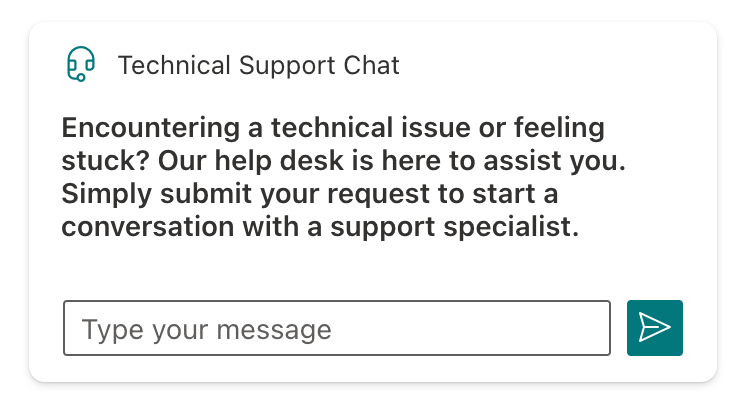 Technical Support Chat
Encountering a technical issue or feeling
stuck? Our help desk is here to assist you.
Simply submit your request to start a
conversation with a support specialist.
Type your message